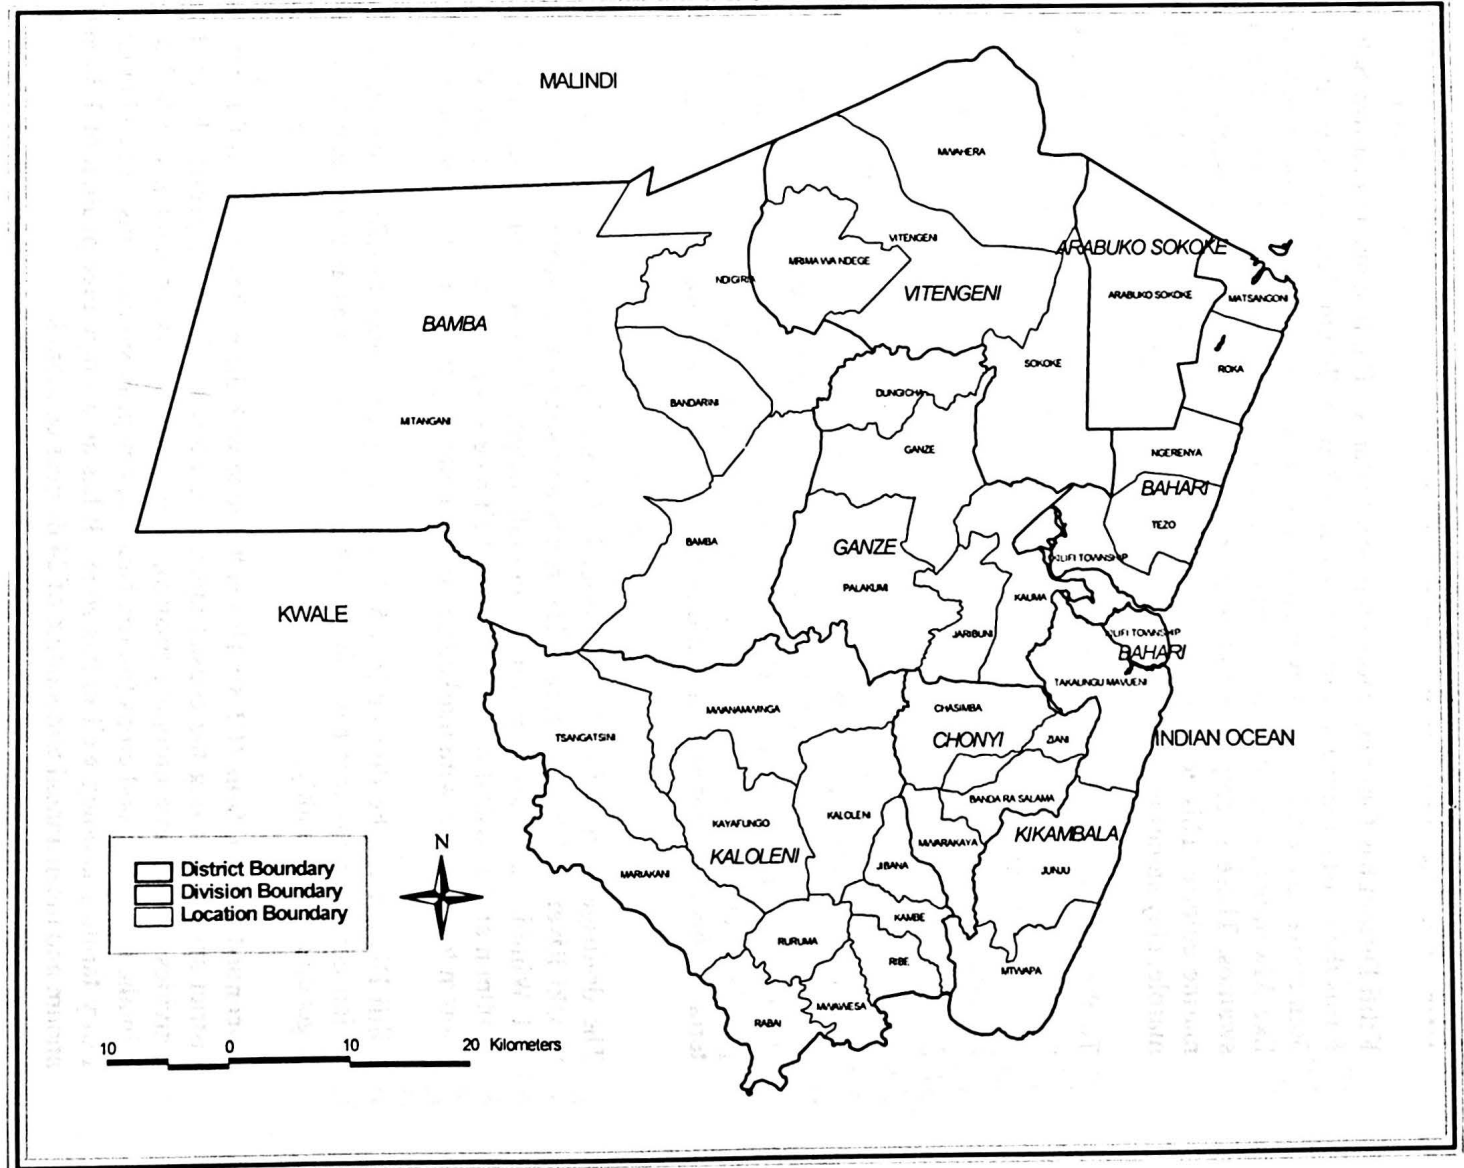 MALINDI
MWAHERA
VITENGENI
ARABUKO SOKOKE
MRIMA WA NDEGE
NDIGIRIA
VITENGENI
ARABUKO SOKOKE
MATSANGONI
BAMBA
SOKOKE
ROKA
DUNGICHA
BANDARINI
MITANGANI
GANZE
NGERENYA
BAHARI
TEZO
BAMBA
GANZE
KILIFI TOWNSHIP
PALAKUMI
KAUMA
KWALE
JARIBUNI
KILIFI TOWNSHIP
BAHARI
TAKAUNGU MAVUENI
MWANAMWINGA
CHASIMBA
TSANGATSINI
CHONYI
ZIANI
INDIAN OCEAN
BANDA RA SALAMA
KAYAFUNGO
KALOLENI
KIKAMBALA
MWARAKAYA
KALOLENI
JIBANA
JUNJU
MARIAKANI
N
District Boundary
Division Boundary
Location Boundary
KAMBE
RURUMA
RIBE
MTWAPA
MWAWESA
RABAI
10 0 10 20 Kilometers